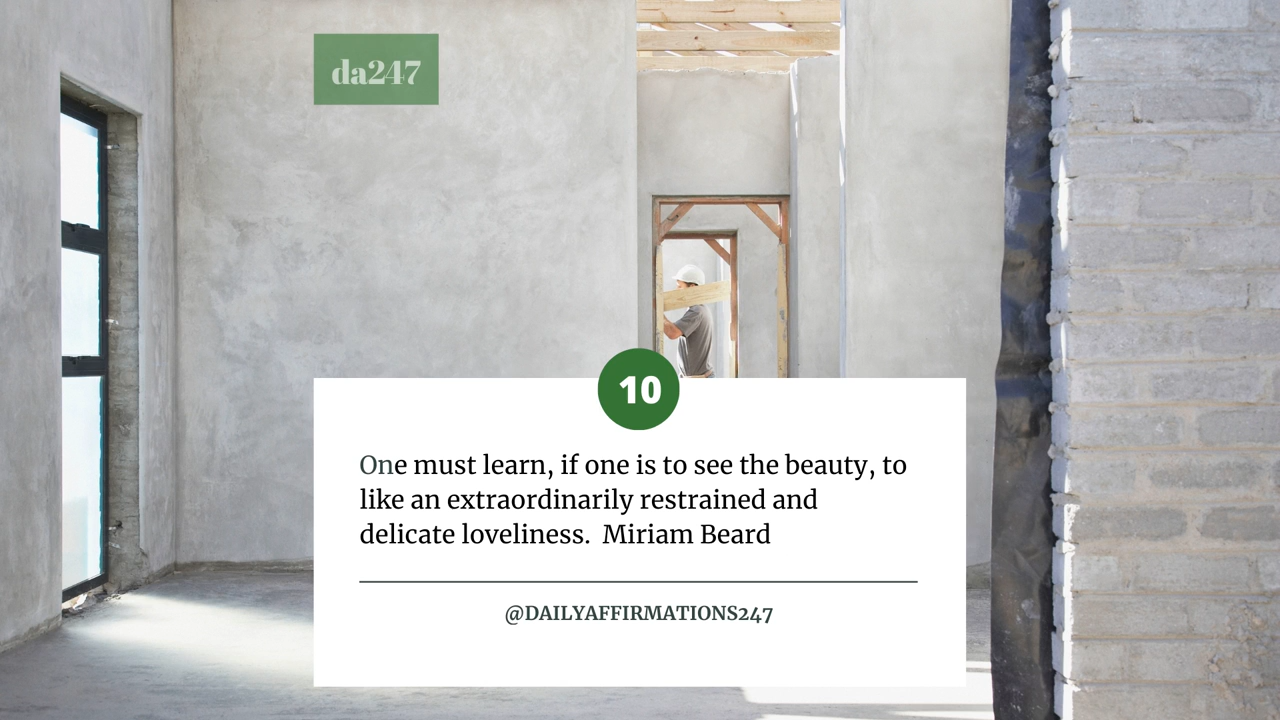 da247
10
One must learn, if one is to see the beauty, to
like an extraordinarily restrained and
delicate loveliness.  Miriam Beard
@DAILYAFFIRMATIONS247